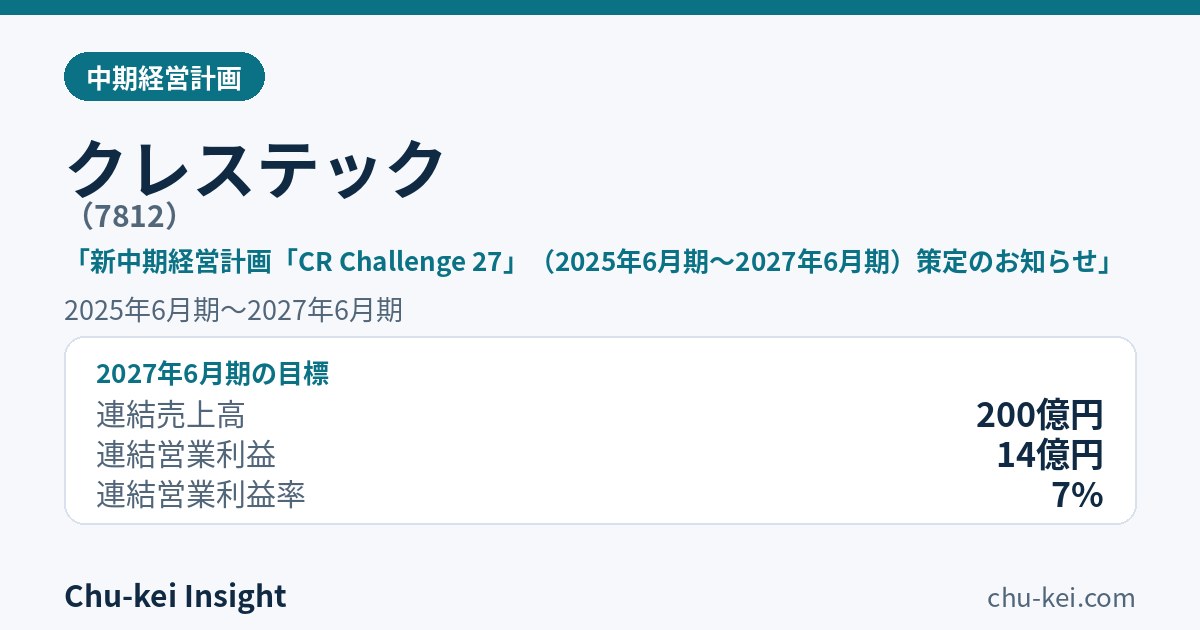 中期経営計画
クレステック
（7812）
「新中期経営計画「CR Challenge 27」（2025年6月期～2027年6月期）策定のお知らせ」
2025年6月期～2027年6月期
2027年6月期の目標
連結売上高 200億円
連結営業利益 14億円
連結営業利益率 7%
Chu-kei Insight chu-kei.com